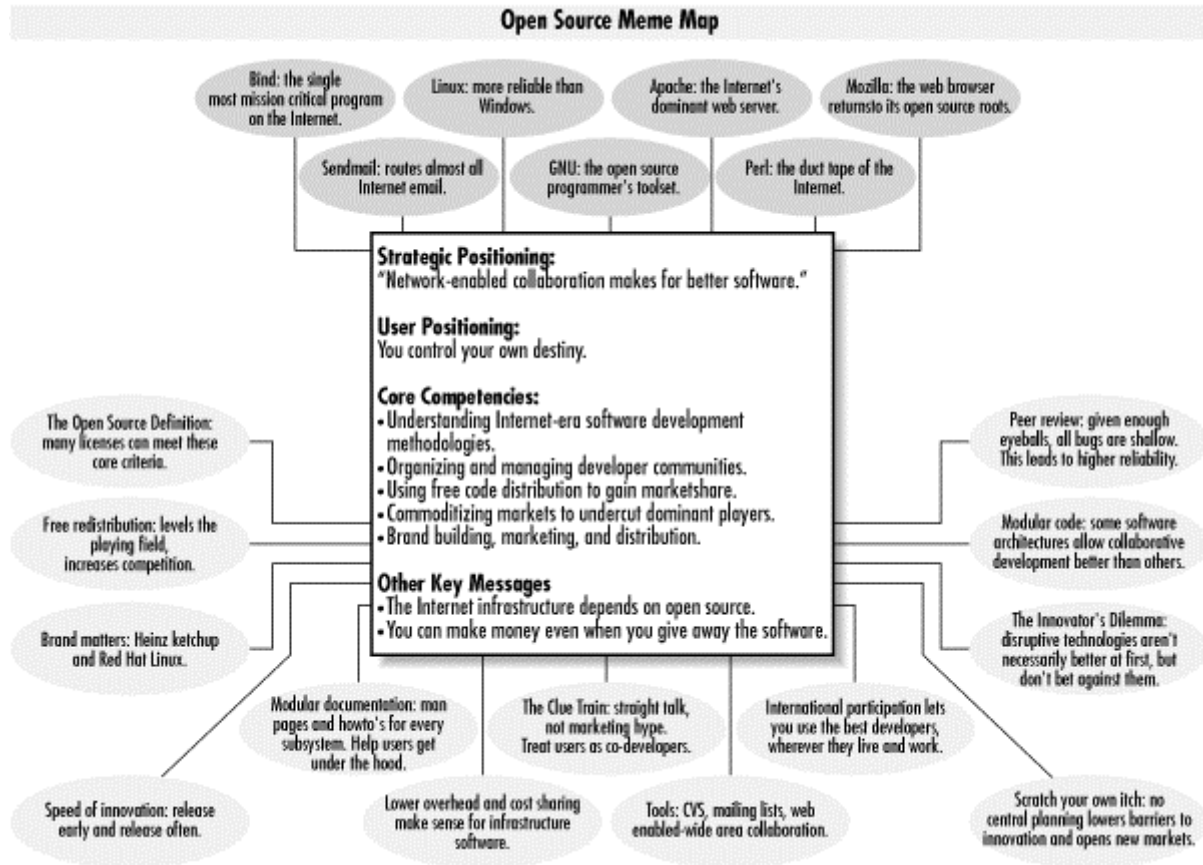 Open Source Meme Map
Bind: the single
most mission critical program
on the Internet.
Linux: more reliable than
Windows.
Apache: the Internet's
dominant web server.
Mozilla: the web browser
returnsto its open source roots.
Sendmail: routes almost all
Internet email.
GNU: the open source
programmer's toolset.
Perl: the duct tape of the
Internet.
Strategic Positioning:
“Network-enabled collaboration makes for better software.”
User Positioning:
You control your own destiny.
Core Competencies:
• Understanding Internet-era software development
methodologies.
• Organizing and managing developer communities.
• Using free code distribution to gain marketshare.
• Commoditizing markets to undercut dominant players.
• Brand building, marketing, and distribution.
Other Key Messages
• The Internet infrastructure depends on open source.
• You can make money even when you give away the software.
The Open Source Definition:
many licenses can meet these
core criteria.
Free redistribution: levels the
playing field,
increases competition.
Brand matters: Heinz ketchup
and Red Hat Linux.
Speed of innovation: release
early and release often.
Modular documentation: man
pages and howto's for every
subsystem. Help users get
under the hood.
Lower overhead and cost sharing
make sense for infrastructure
software.
The Clue Train: straight talk,
not marketing hype.
Treat users as co-developers.
Tools: CVS, mailing lists, web
enabled-wide area collaboration.
International participation lets
you use the best developers,
wherever they live and work.
Peer review: given enough
eyeballs, all bugs are shallow.
This leads to higher reliability.
Modular code: some software
architectures allow collaborative
development better than others.
The Innovator's Dilemma:
disruptive technologies aren't
necessarily better at first, but
don't bet against them.
Scratch your own itch: no
central planning lowers barriers to
innovation and opens new markets.